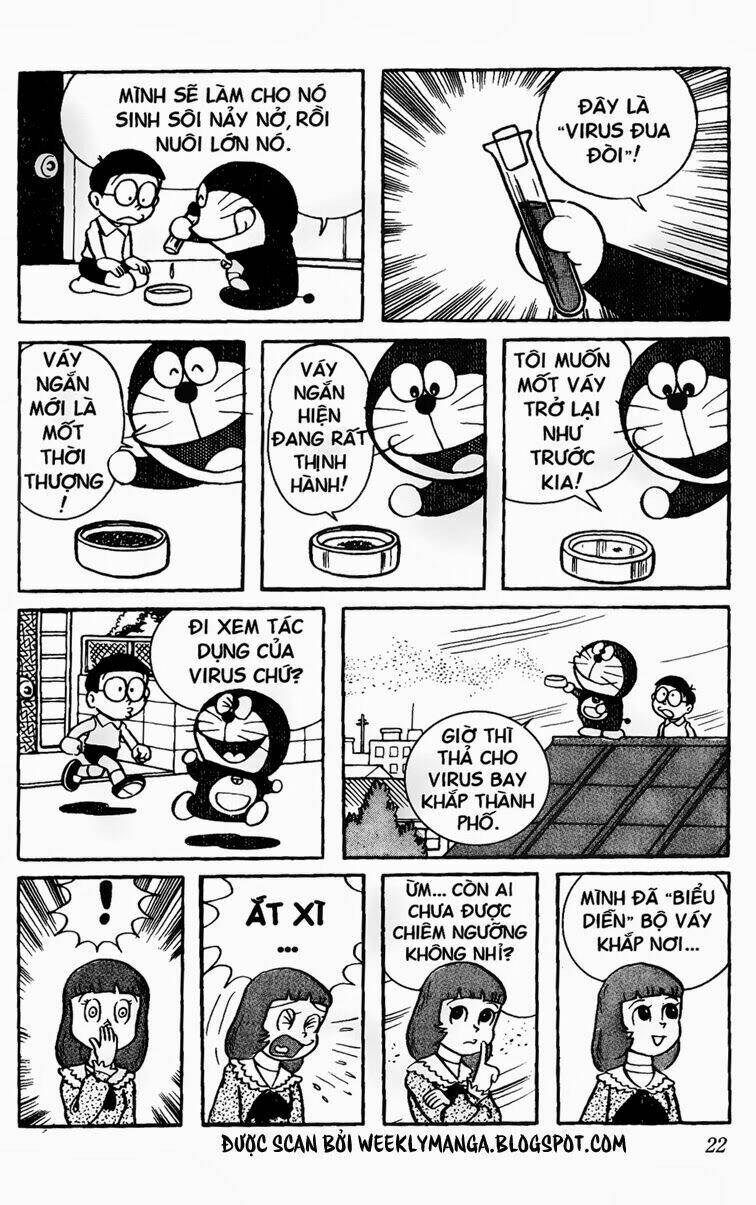 ĐÂY LÀ
“VIRUS ĐUA
ĐÒI”!
MÌNH SẼ LÀM CHO NÓ
SINH SÔI NẢY NỞ, RỒI
NUÔI LỚN NÓ.
TÔI MUỐN
MỐT VÁY
TRỞ LẠI
NHƯ
TRƯỚC
KIA!
VÁY
NGẮN
HIỆN
ĐANG RẤT
THỊNH
HÀNH!
VÁY
NGẮN
MỚI LÀ
MỐT
THỜI
THƯỢNG
!
GIỜ THÌ
THẢ CHO
VIRUS BAY
KHẮP THÀNH
PHỐ.
ĐI XEM TÁC
DỤNG CỦA
VIRUS CHỨ?
MÌNH ĐÃ “BIỂU
DIỄN” BỘ VÁY
KHẮP NƠI...
ỪM... CÒN AI
CHƯA ĐƯỢC
CHIÊM NGƯỠNG
KHÔNG NHỈ?
ẮT XÌ
...
!
ĐƯỢC SCAN BỞI WEEKLYMANGA.BLOGSPOT.COM
22